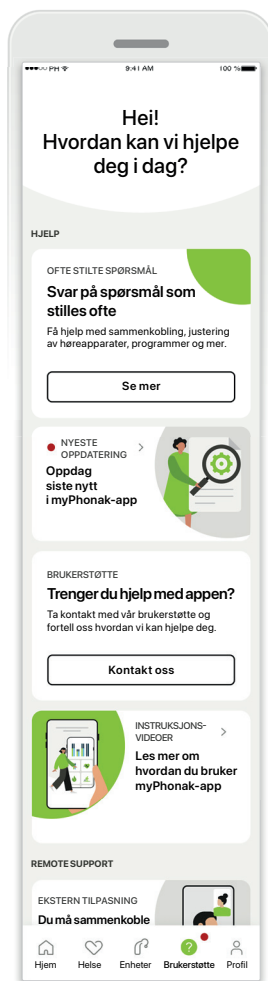 PH
9:41 AM
100 %
Hei!
Hvordan kan vi hjelpe
deg i dag?
HJELP
OFTE STILTE SPØRSMÅL
Svar på spørsmål som
stilles ofte
Få hjelp med sammenkobling, justering
av høreapparater, programmer og mer.
Se mer
NYESTE
OPPDATERING
Oppdag
siste nytt
i myPhonak-app
BRUKERSTØTTE
Trenger du hjelp med appen?
Ta kontakt med vår brukerstøtte og
fortell oss hvordan vi kan hjelpe deg.
Kontakt oss
INSTRUKSJONS-
VIDEOER
Les mer om
hvordan du bruker
myPhonak-app
REMOTE SUPPORT
EKSTERN TILPASNING
Du må sammenkoble
Hjem
Helse
Enheter
Brukerstøtte
Profil